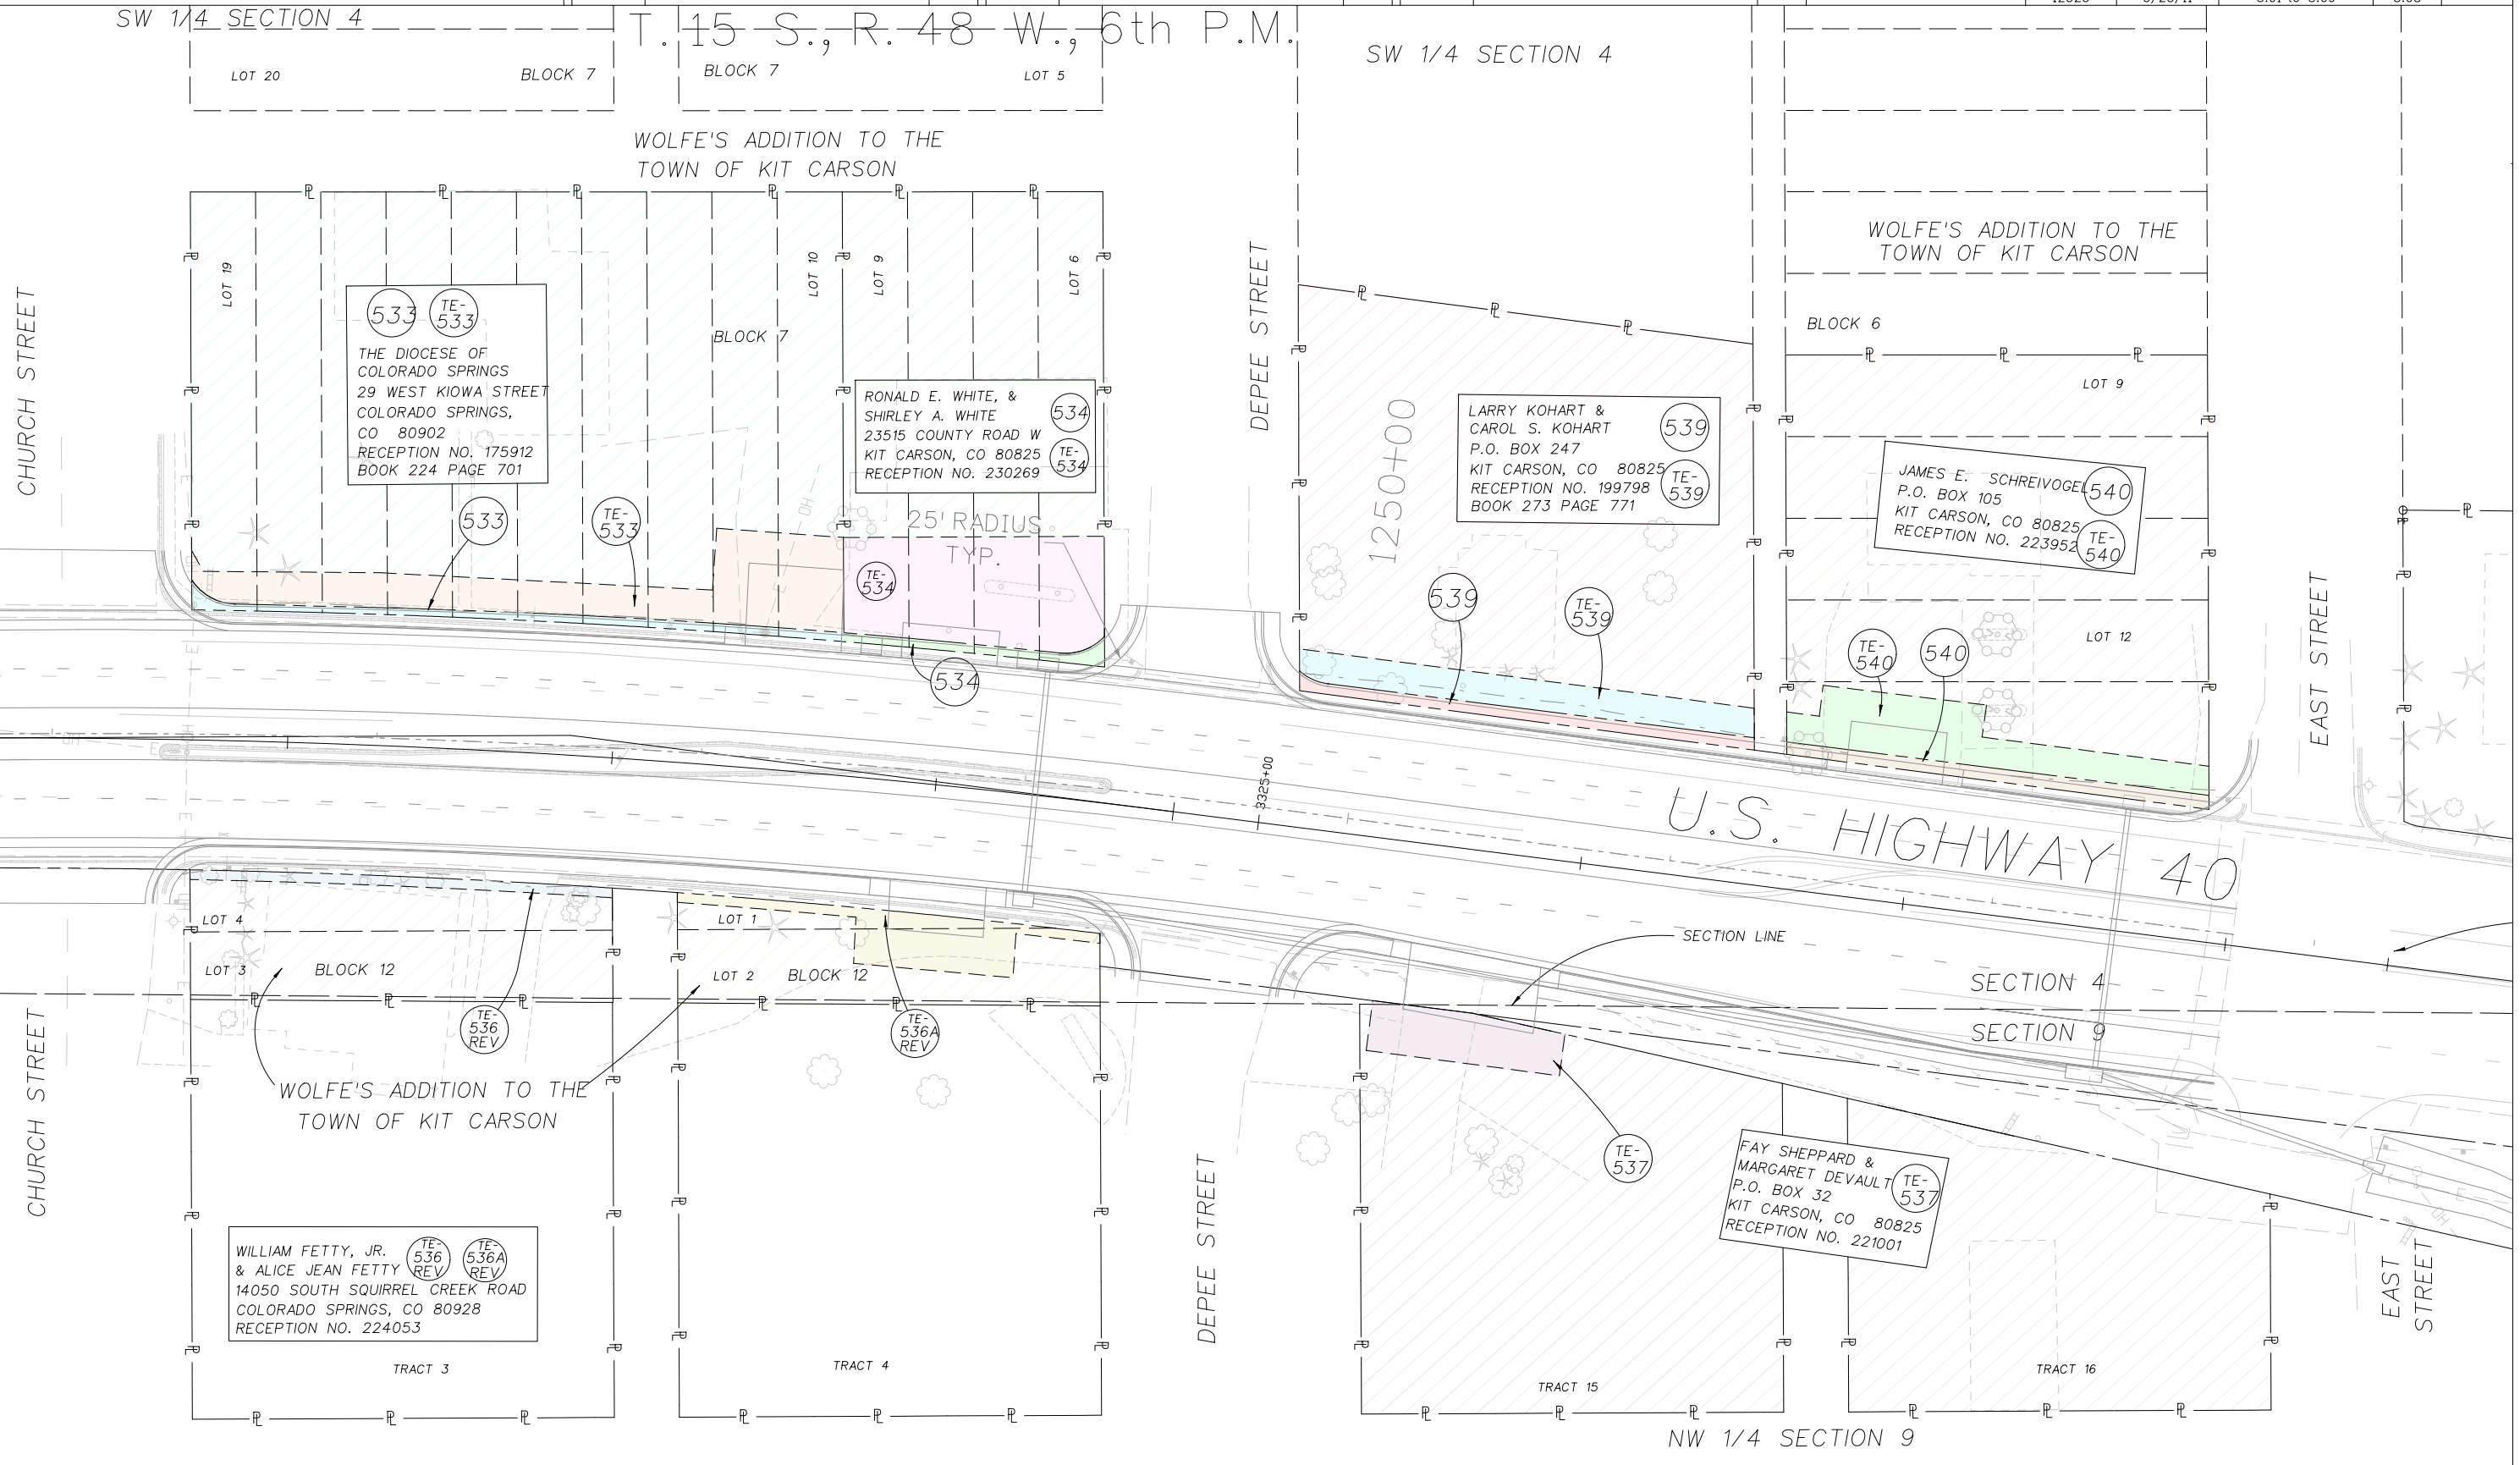 SW 1/4 SECTION 4
T. 15 S., R. 48 W., 6th P.M.
SW 1/4 SECTION 4
LOT 20
BLOCK 7
BLOCK 7
LOT 5
WOLFE'S ADDITION TO THE
TOWN OF KIT CARSON
WOLFE'S ADDITION TO THE
TOWN OF KIT CARSON
CHURCH STREET
LOT 19
533
TE-
533
THE DIOCESE OF
COLORADO SPRINGS
29 WEST KIOWA STREET
COLORADO SPRINGS,
CO 80902
RECEPTION NO. 175912
BOOK 224 PAGE 701
BLOCK 7
LOT 10
LOT 9
LOT 6
RONALD E. WHITE, &
SHIRLEY A. WHITE
23515 COUNTY ROAD W
KIT CARSON, CO 80825
RECEPTION NO. 230269
534
TE-
534
25' RADIUS
TYP.
533
TE-
533
TE-
534
534
DEPEE STREET
1250+00
LARRY KOHART &
CAROL S. KOHART
P.O. BOX 247
KIT CARSON, CO 80825
RECEPTION NO. 199798
BOOK 273 PAGE 771
539
TE-
539
539
TE-
539
BLOCK 6
LOT 9
JAMES E. SCHREIVOGEL
P.O. BOX 105
KIT CARSON, CO 80825
RECEPTION NO. 223952
540
TE-
540
LOT 12
TE-
540
540
EAST STREET
3325+00
U.S. HIGHWAY 40
LOT 4
LOT 3
BLOCK 12
LOT 1
LOT 2
BLOCK 12
SECTION LINE
SECTION 4
SECTION 9
TE-
536
REV
TE-
536A
REV
WOLFE'S ADDITION TO THE
TOWN OF KIT CARSON
CHURCH STREET
WILLIAM FETTY, JR.
& ALICE JEAN FETTY
14050 SOUTH SQUIRREL CREEK ROAD
COLORADO SPRINGS, CO 80928
RECEPTION NO. 224053
TE-
536
REV
TE-
536A
REV
TRACT 3
TRACT 4
DEPEE STREET
TE-
537
FAY SHEPPARD &
MARGARET DEVAULT
P.O. BOX 32
KIT CARSON, CO 80825
RECEPTION NO. 221001
TE-
537
TRACT 15
TRACT 16
EAST
STREET
NW 1/4 SECTION 9